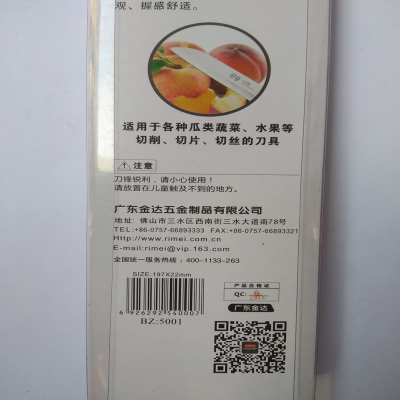 观、握感舒适。
适用于各种瓜类蔬菜、水果等
切削、切片、切丝的刀具
注意
刀锋锐利，请小心使用！
请放置在儿童触及不到的地方。
广东金达五金制品有限公司
地址: 佛山市三水区西南街三水大道南78号
TEL:+86-0757-66893333 FAX:+86-0757-66893321
Http://www.rimei.com.cn
E-mail:rimei@vip.163.com
全国统一服务热线：400-1133-263
SIZE:197X22mm
6926292540007
BZ:5001
产品合格证
QC:
广东金达